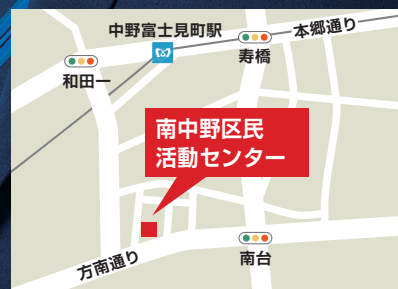 中野富士見町駅
本郷通り
寿橋
和田一
南中野区民
活動センター
方南通り
南台